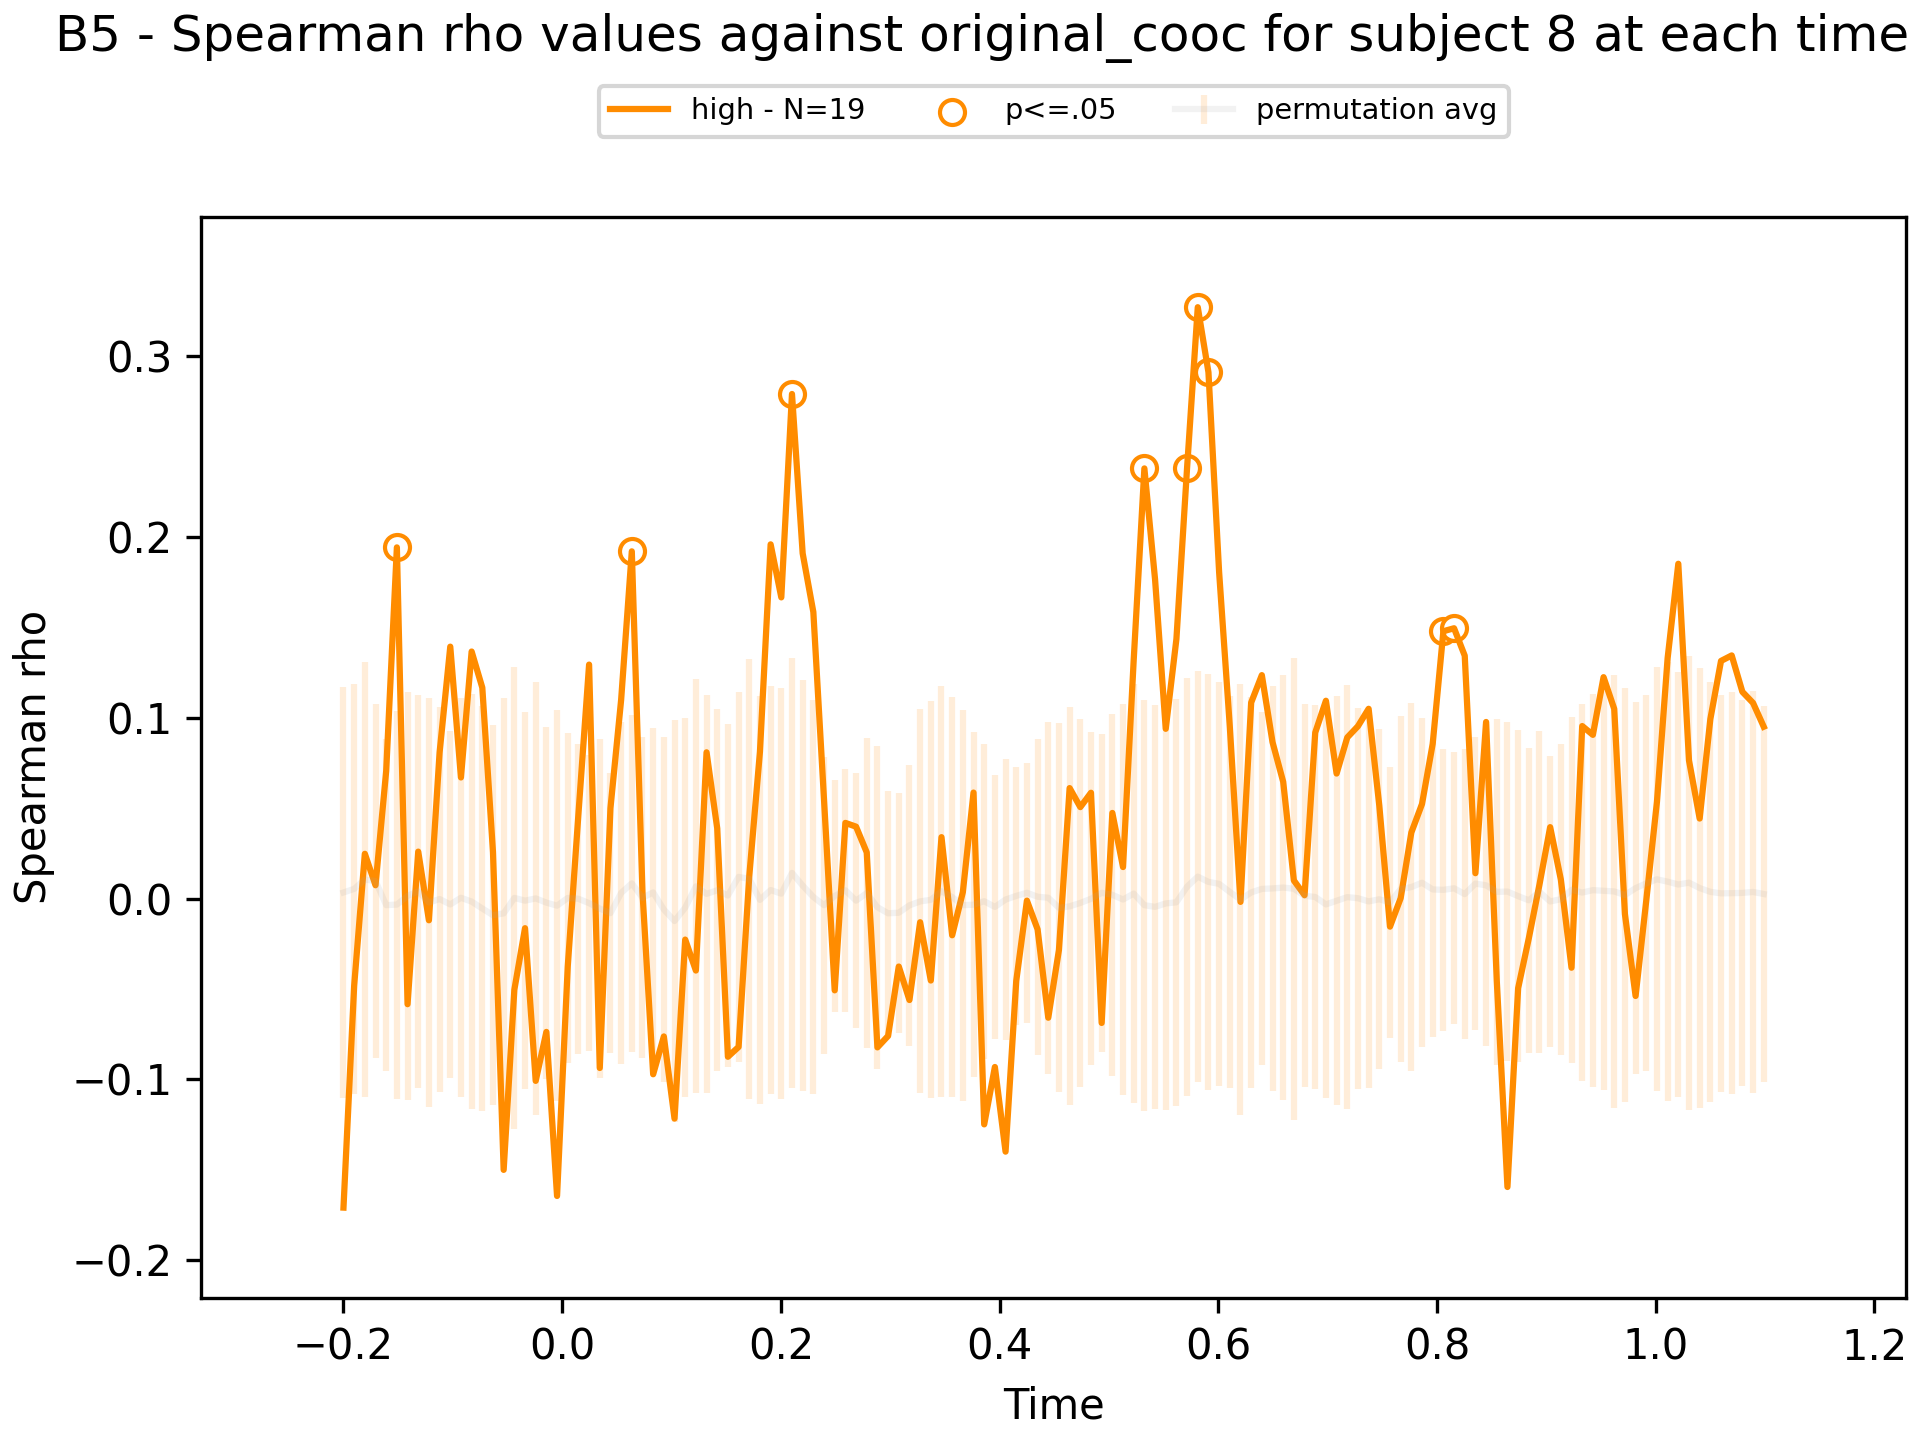 B5 - Spearman rho values against original_cooc for subject 8 at each time
high - N=19 p<=.05 permutation avg
0.3
0.2
0.1
0.0
−0.1
−0.2
Spearman rho
−0.2 0.0 0.2 0.4 0.6 0.8 1.0 1.2
Time